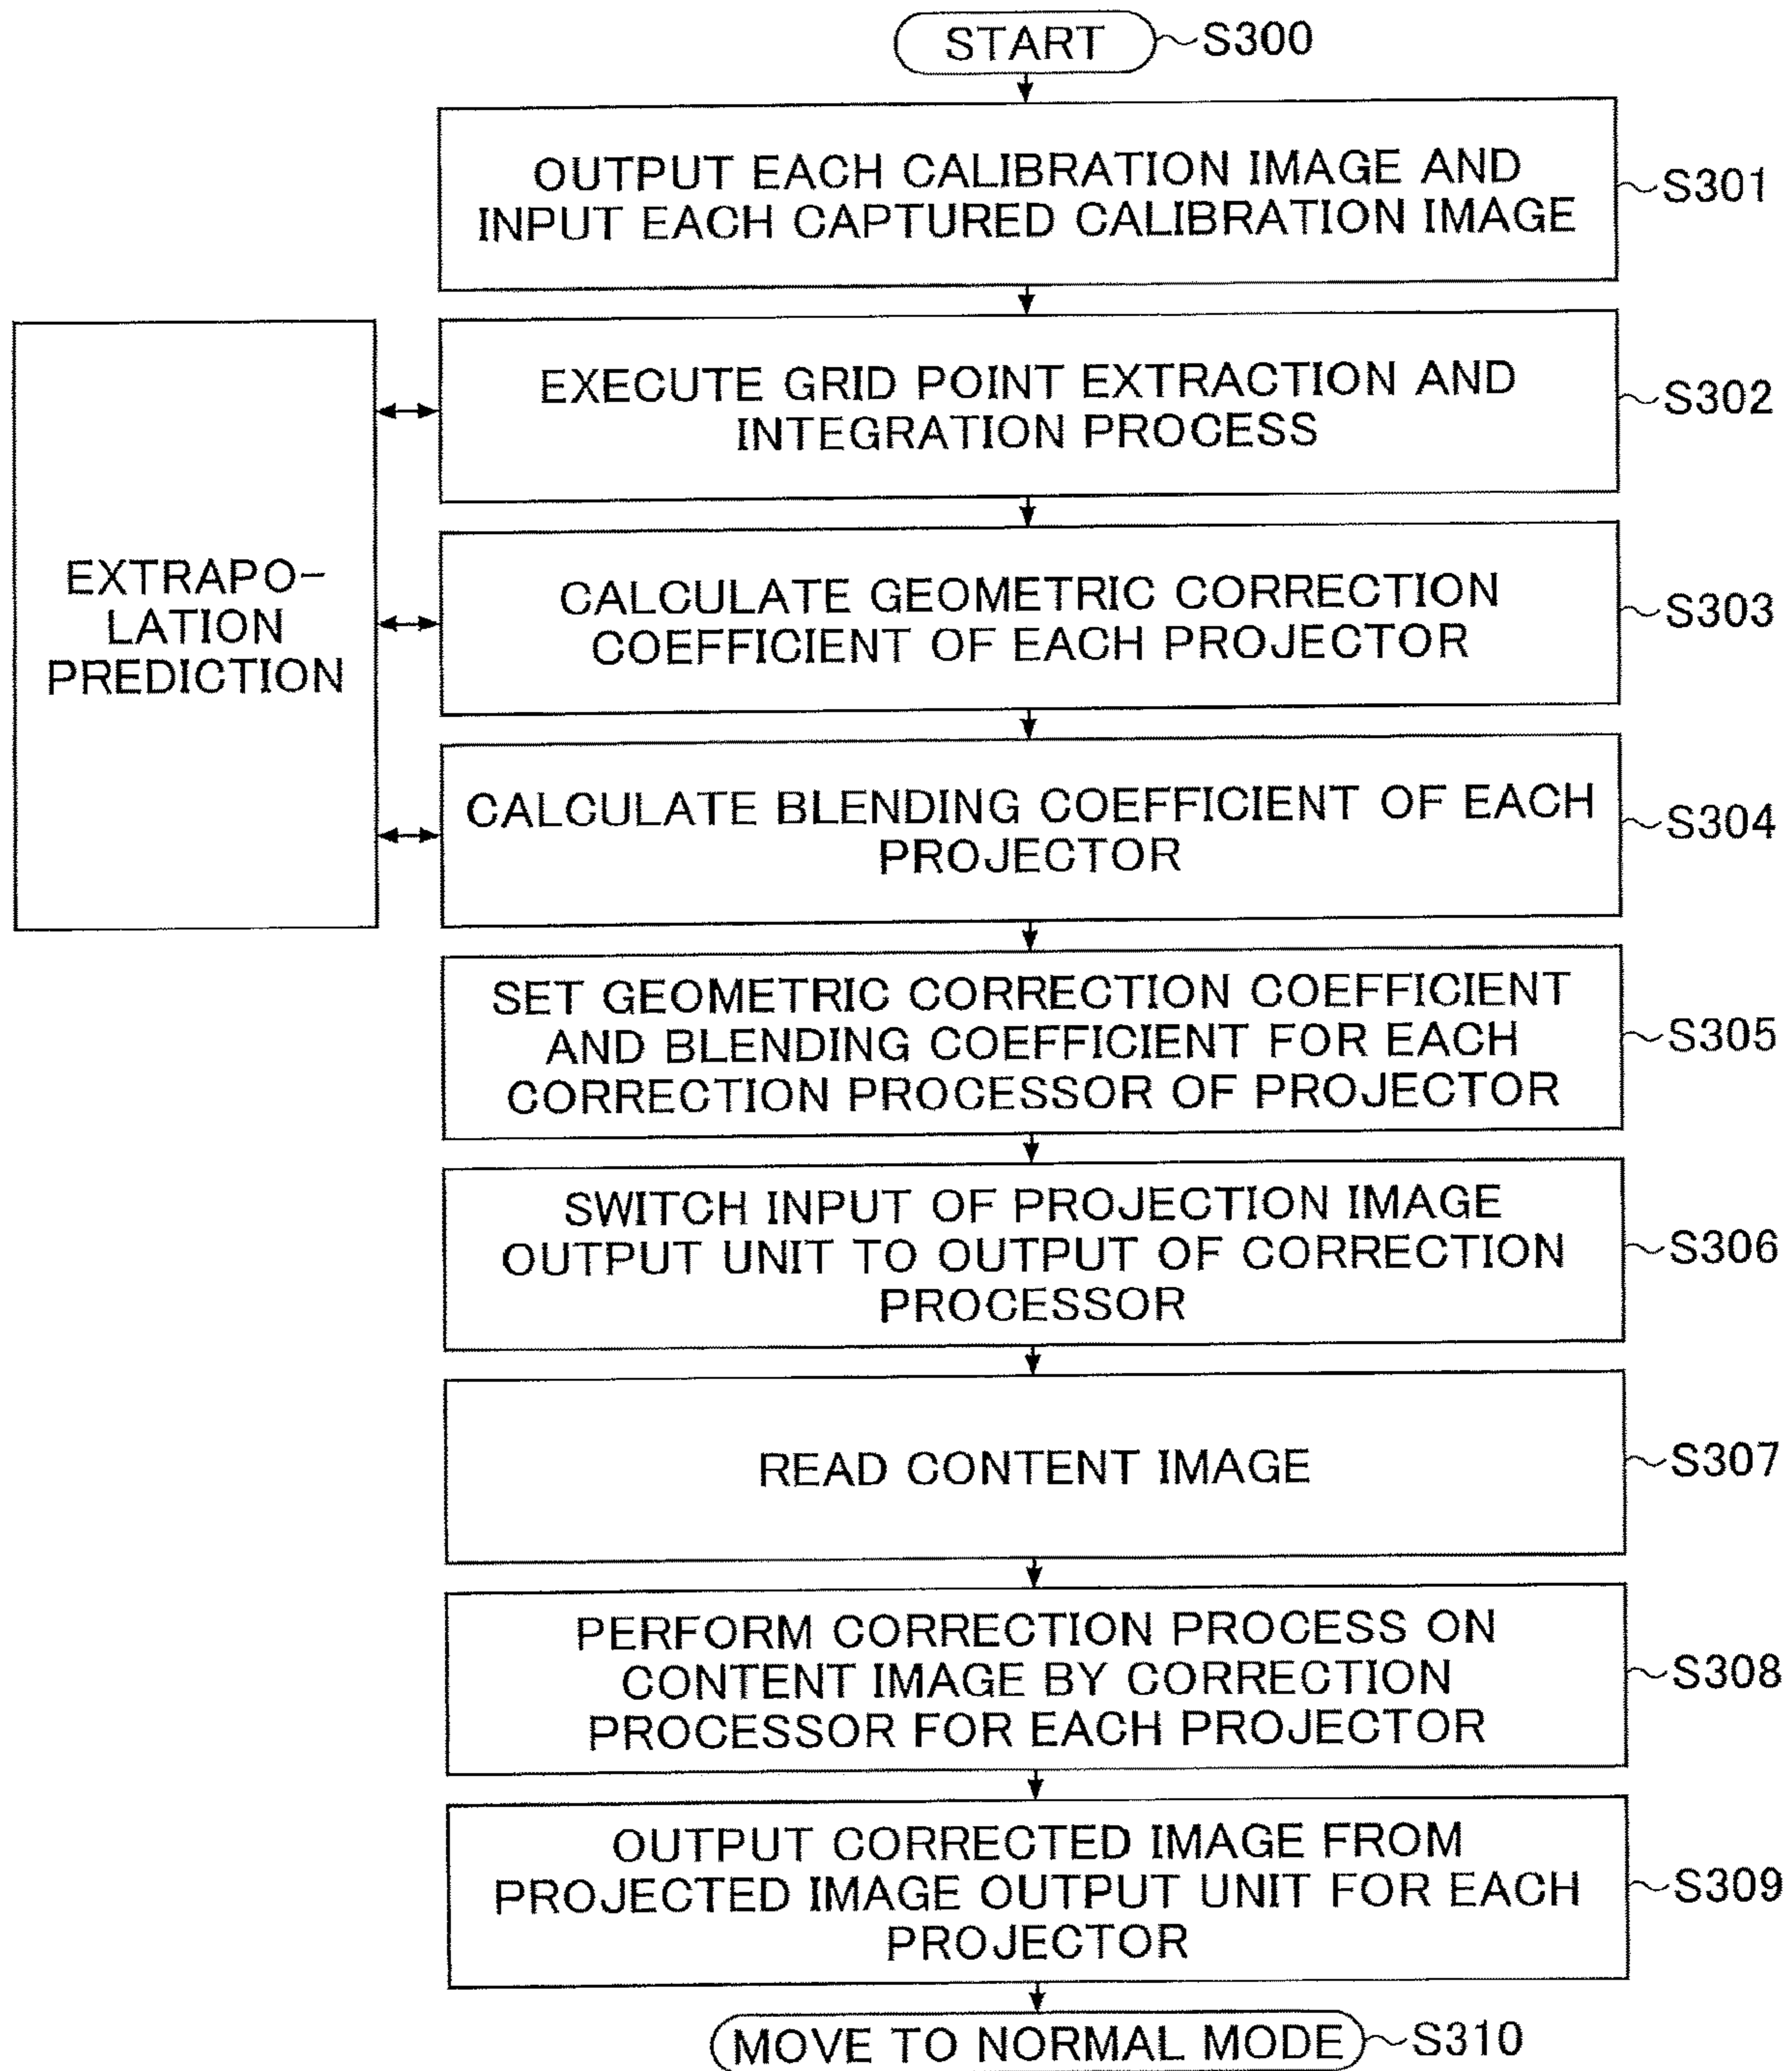 START
S300
OUTPUT EACH CALIBRATION IMAGE AND
INPUT EACH CAPTURED CALIBRATION IMAGE
S301
EXECUTE GRID POINT EXTRACTION AND
INTEGRATION PROCESS
S302
EXTRAPO-
LATION
PREDICTION
CALCULATE GEOMETRIC CORRECTION
COEFFICIENT OF EACH PROJECTOR
S303
CALCULATE BLENDING COEFFICIENT OF EACH
PROJECTOR
S304
SET GEOMETRIC CORRECTION COEFFICIENT
AND BLENDING COEFFICIENT FOR EACH
CORRECTION PROCESSOR OF PROJECTOR
S305
SWITCH INPUT OF PROJECTION IMAGE
OUTPUT UNIT TO OUTPUT OF CORRECTION
PROCESSOR
S306
READ CONTENT IMAGE
S307
PERFORM CORRECTION PROCESS ON
CONTENT IMAGE BY CORRECTION
PROCESSOR FOR EACH PROJECTOR
S308
OUTPUT CORRECTED IMAGE FROM
PROJECTED IMAGE OUTPUT UNIT FOR EACH
PROJECTOR
S309
MOVE TO NORMAL MODE
S310